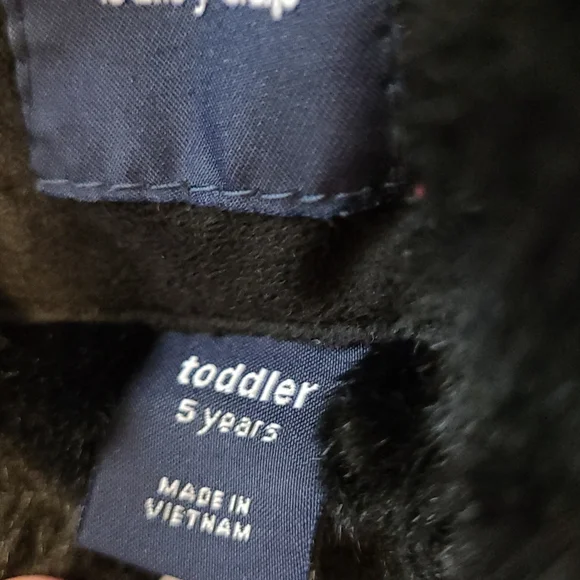 toddler
5 years
MADE IN
VIETNAM